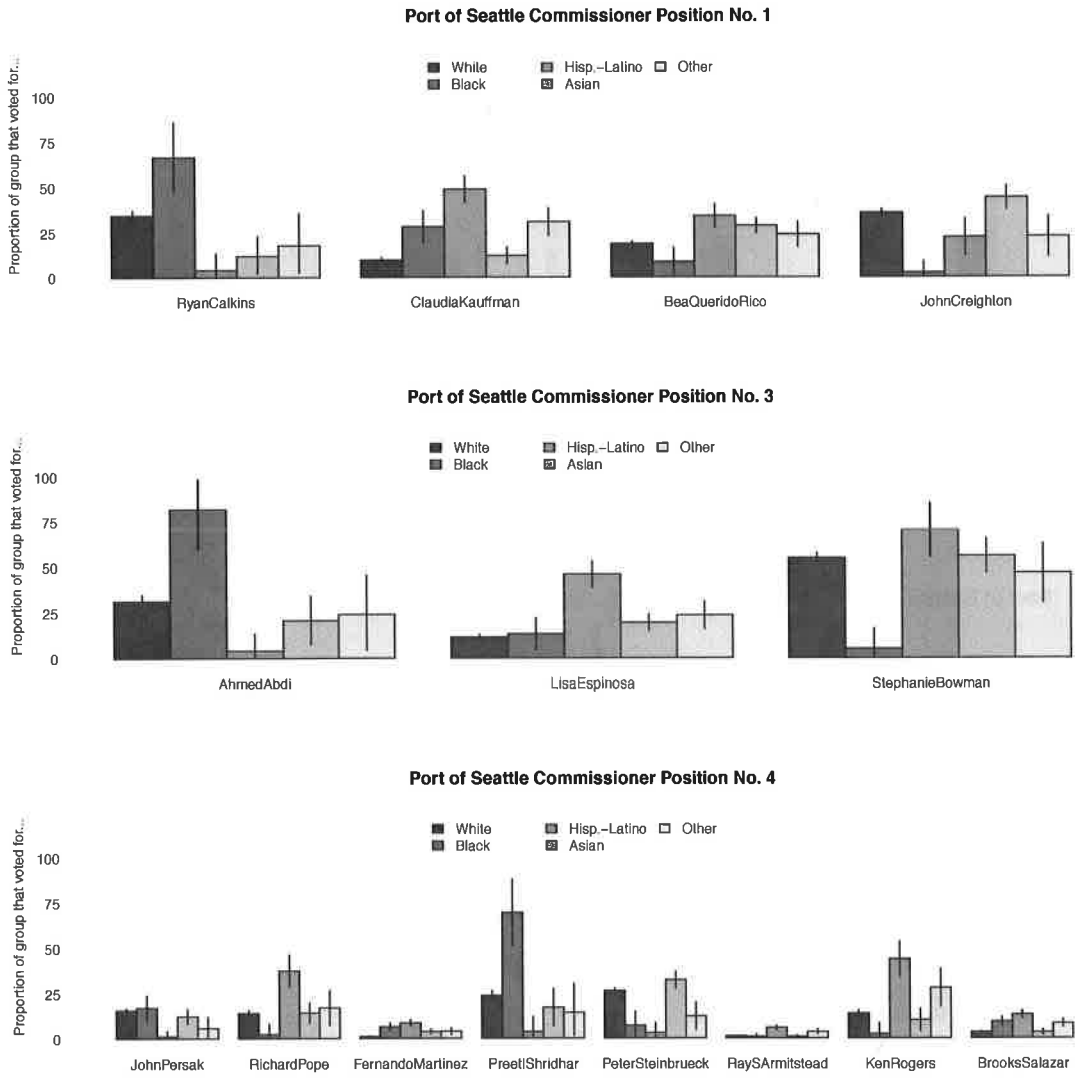 Port of Seattle Commissioner Position No. 1
White Hisp.-Latino Other
Black Asian
Proportion of group that voted for...
100
75
50
25
0
RyanCalkins ClaudiaKauffman BeaQueridoRico JohnCreighton
Port of Seattle Commissioner Position No. 3
White Hisp.-Latino Other
Black Asian
Proportion of group that voted for...
100
75
50
25
0
AhmedAbdi LisaEspinosa StephanieBowman
Port of Seattle Commissioner Position No. 4
White Hisp.-Latino Other
Black Asian
Proportion of group that voted for...
100
75
50
25
0
JohnPersak RichardPope FernandoMartinez PreetiShridhar PeterSteinbrueck RaySArmitstead KenRogers BrooksSalazar